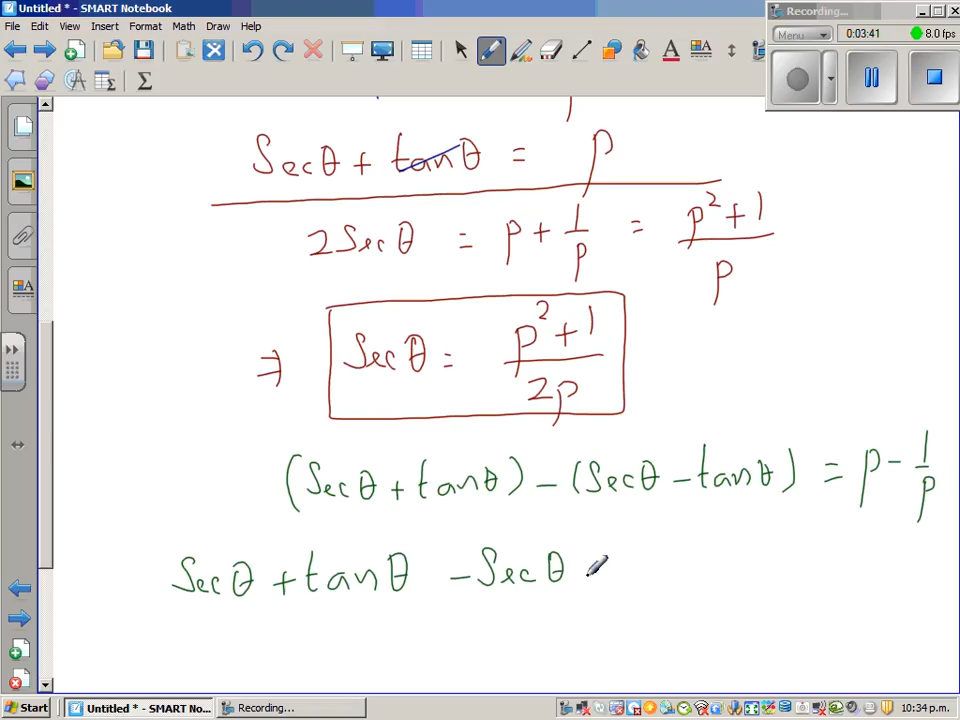 Untitled * - SMART Notebook
Recording...
File Edit View Insert Format Math Draw Help
Menu 0:03:41 8.0 fps
Secθ + tanθ = p
2Secθ = p + 1/p = p²+1/p
⇒ Secθ = p²+1/2p
(Secθ + tanθ) – (Secθ – tanθ) = p – 1/p
Secθ + tanθ – Secθ
Start Untitled * - SMART No... Recording... 10:34 p.m.